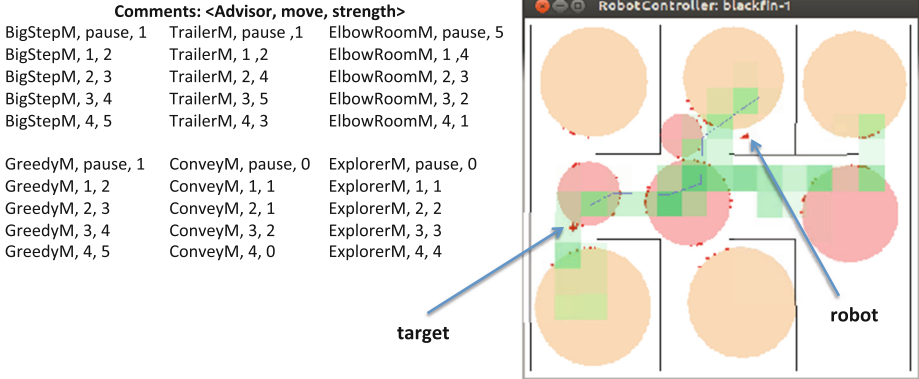 Comments: <Advisor, move, strength>
BigStepM, pause, 1 TrailerM, pause ,1 ElbowRoomM, pause, 5
BigStepM, 1, 2 TrailerM, 1 ,2 ElbowRoomM, 1 ,4
BigStepM, 2, 3 TrailerM, 2, 4 ElbowRoomM, 2, 3
BigStepM, 3, 4 TrailerM, 3, 5 ElbowRoomM, 3, 2
BigStepM, 4, 5 TrailerM, 4, 3 ElbowRoomM, 4, 1
GreedyM, pause, 1 ConveyM, pause, 0 ExplorerM, pause, 0
GreedyM, 1, 2 ConveyM, 1, 1 ExplorerM, 1, 1
GreedyM, 2, 3 ConveyM, 2, 1 ExplorerM, 2, 2
GreedyM, 3, 4 ConveyM, 3, 2 ExplorerM, 3, 3
GreedyM, 4, 5 ConveyM, 4, 0 ExplorerM, 4, 4
RobotController: blackfin-1
target
robot